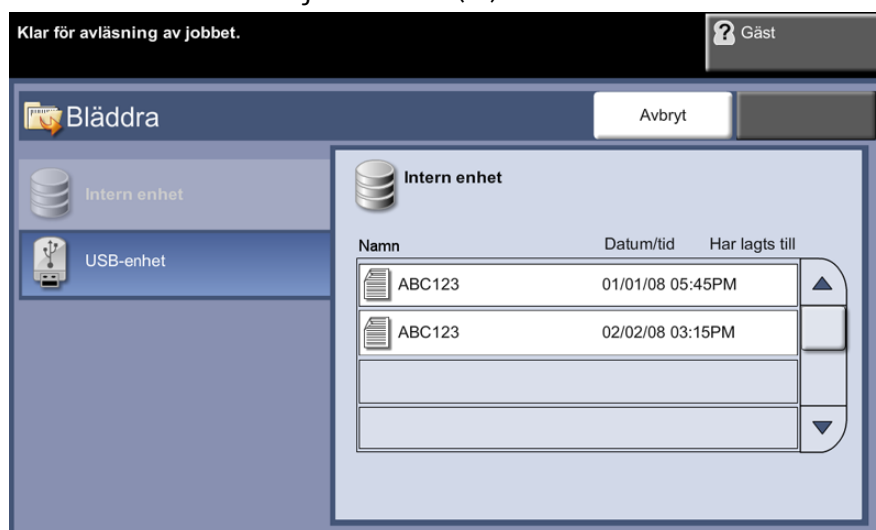 Klar för avläsning av jobbet.
Gäst
Bläddra
Avbryt
Intern enhet
USB-enhet
Intern enhet
Namn Datum/tid Har lagts till
ABC123 01/01/08 05:45PM
ABC123 02/02/08 03:15PM